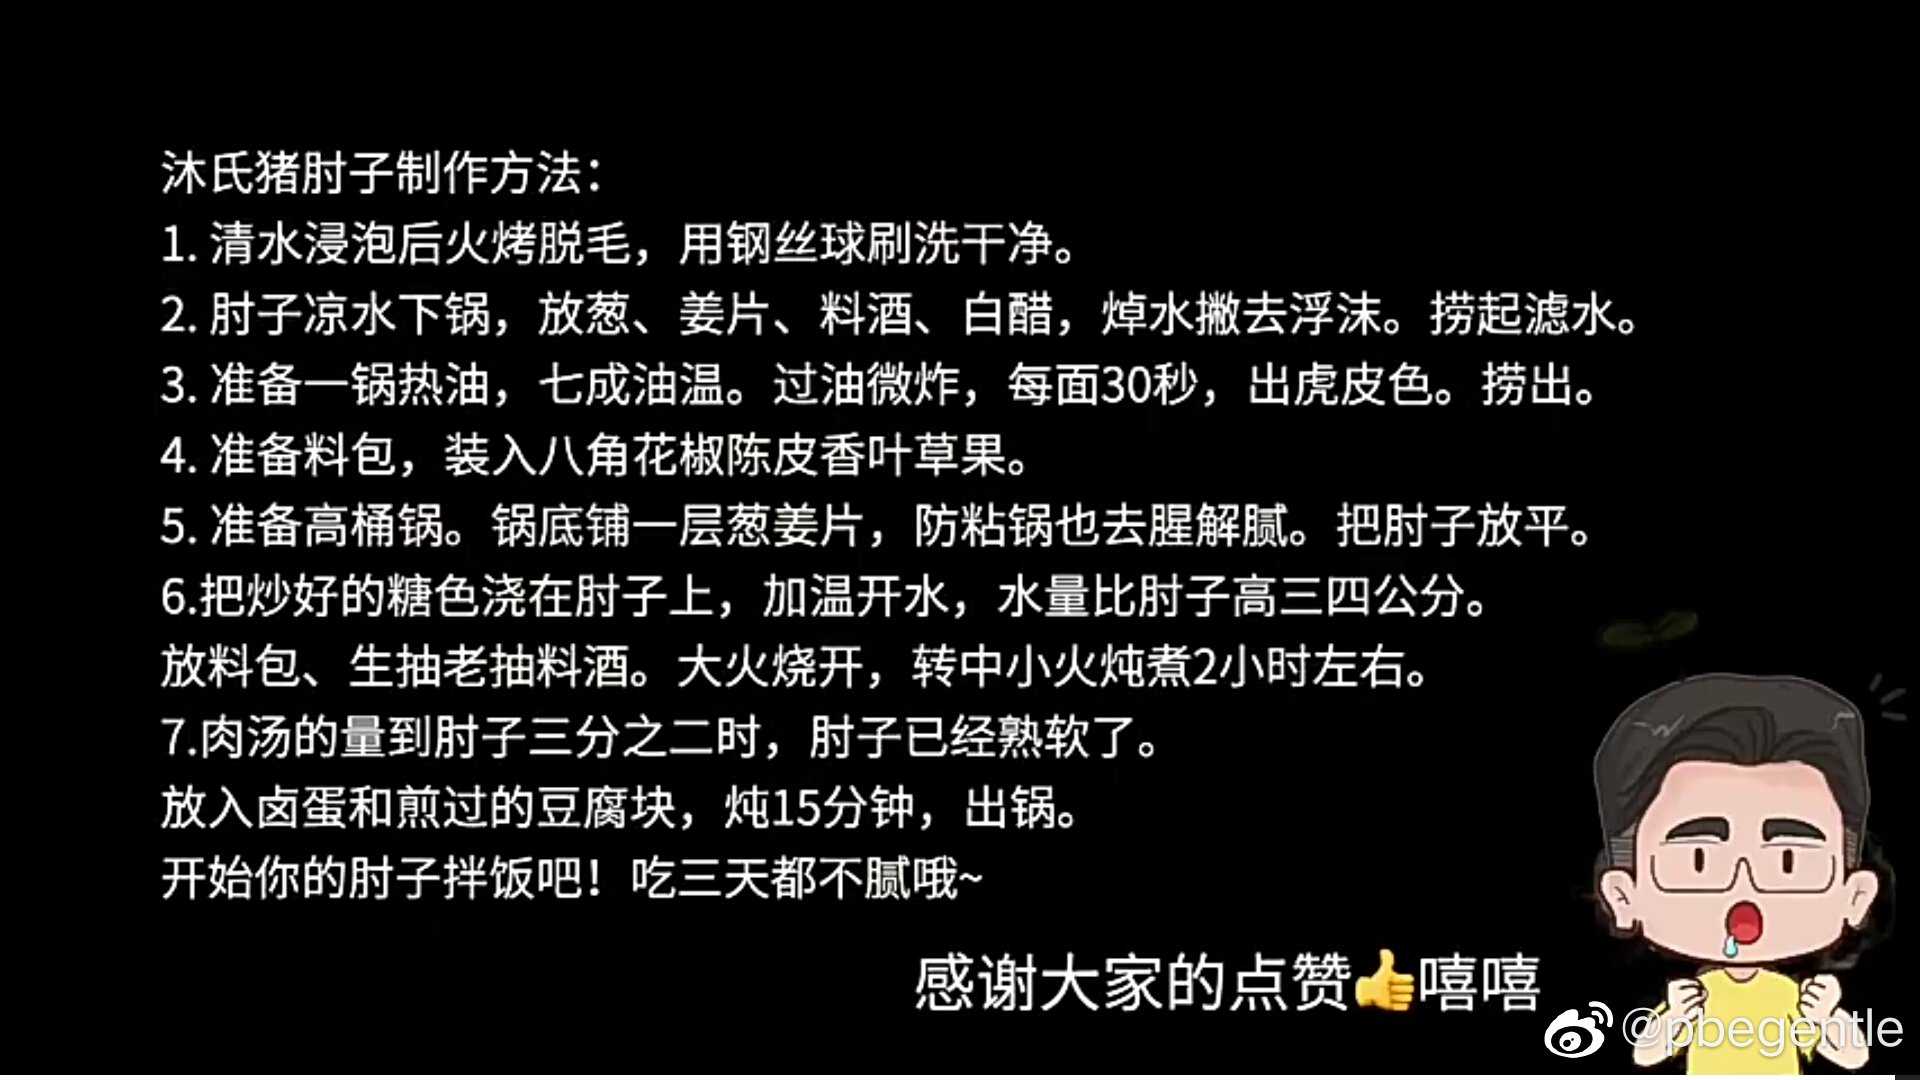 沐氏猪肘子制作方法：
1. 清水浸泡后火烤脱毛，用钢丝球刷洗干净。
2. 肘子凉水下锅，放葱、姜片、料酒、白醋，焯水撇去浮沫。捞起滤水。
3. 准备一锅热油，七成油温。过油微炸，每面30秒，出虎皮色。捞出。
4. 准备料包，装入八角花椒陈皮香叶草果。
5. 准备高桶锅。锅底铺一层葱姜片，防粘锅也去腥解腻。把肘子放平。
6.把炒好的糖色浇在肘子上，加温开水，水量比肘子高三四公分。
放料包、生抽老抽料酒。大火烧开，转中小火炖煮2小时左右。
7.肉汤的量到肘子三分之二时，肘子已经熟软了。
放入卤蛋和煎过的豆腐块，炖15分钟，出锅。
开始你的肘子拌饭吧！吃三天都不腻哦~
感谢大家的点赞👍嘻嘻
@pbegentle